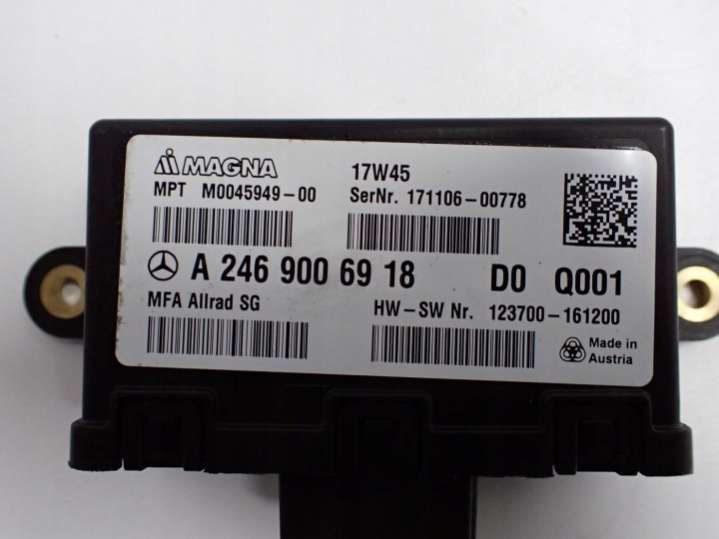 MAGNA 17W45
MPT M0045949-00 SerNr. 171106-00778
A 246 900 69 18 D0 Q001
MFA Allrad SG HW-SW Nr. 123700-161200
Made in
Austria